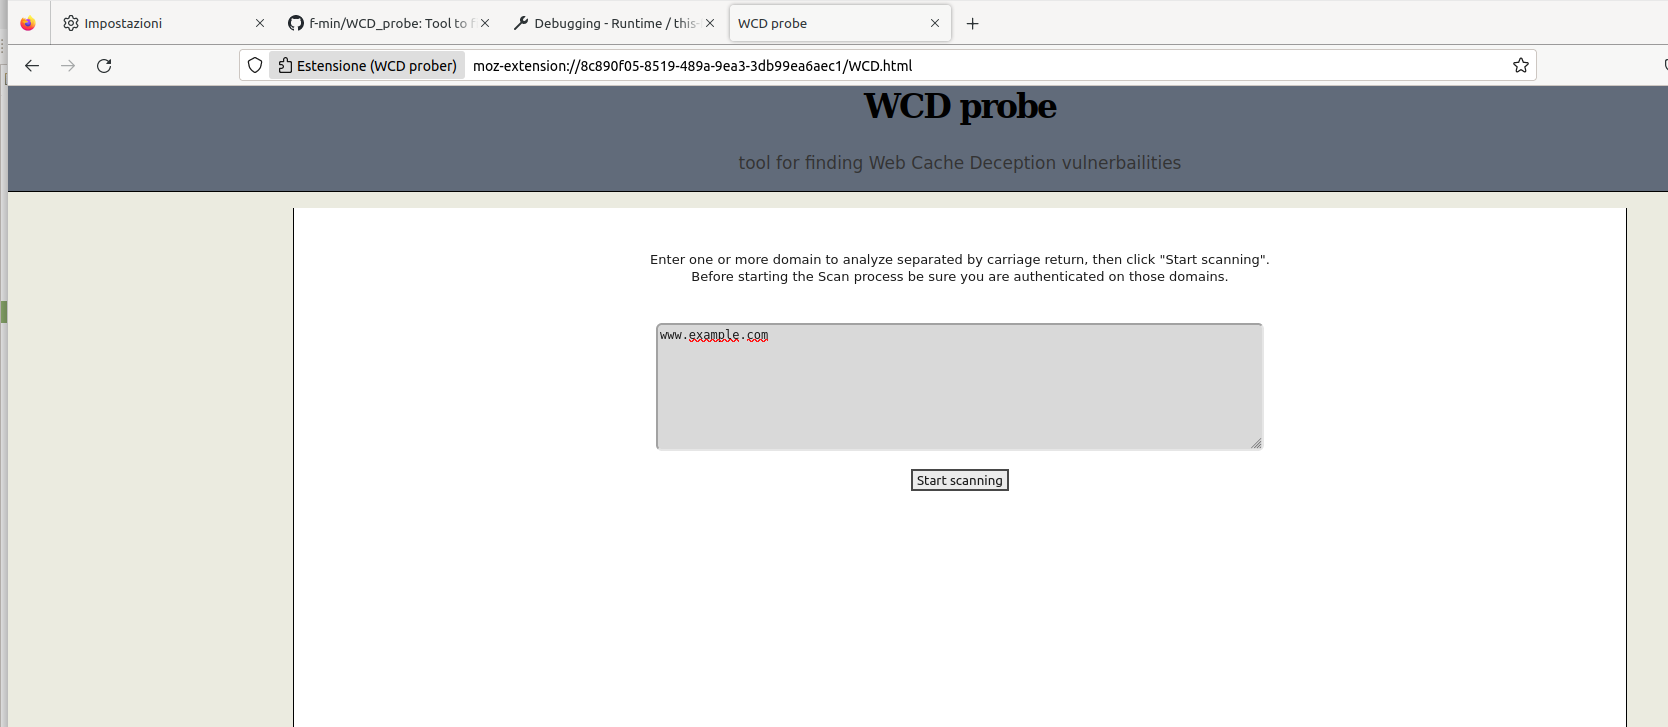 Impostazioni
f-min/WCD_probe: Tool to f
Debugging - Runtime / this-
WCD probe
Estensione (WCD prober)
moz-extension://8c890f05-8519-489a-9ea3-3db99ea6aec1/WCD.html
WCD probe
tool for finding Web Cache Deception vulnerbailities
Enter one or more domain to analyze separated by carriage return, then click "Start scanning".
Before starting the Scan process be sure you are authenticated on those domains.
www.example.com
Start scanning